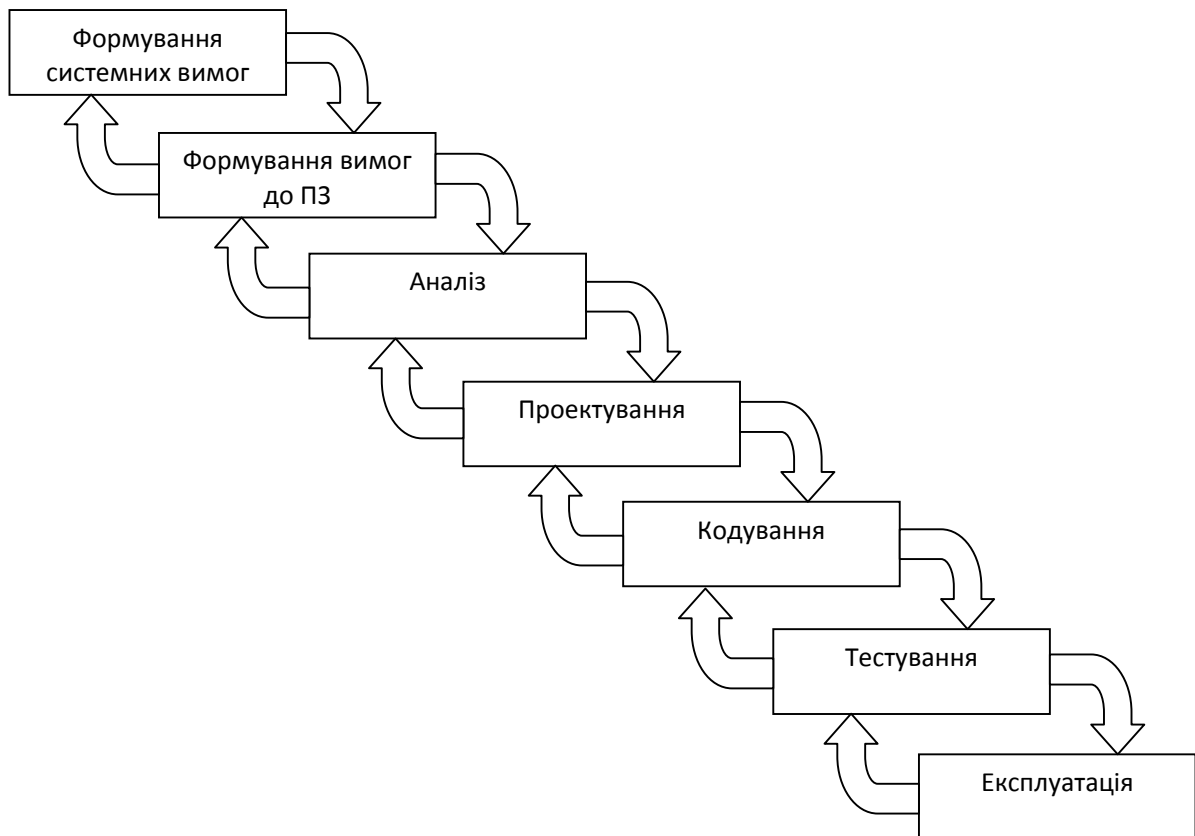 Формування
системних вимог
Формування вимог
до ПЗ
Аналіз
Проектування
Кодування
Тестування
Експлуатація